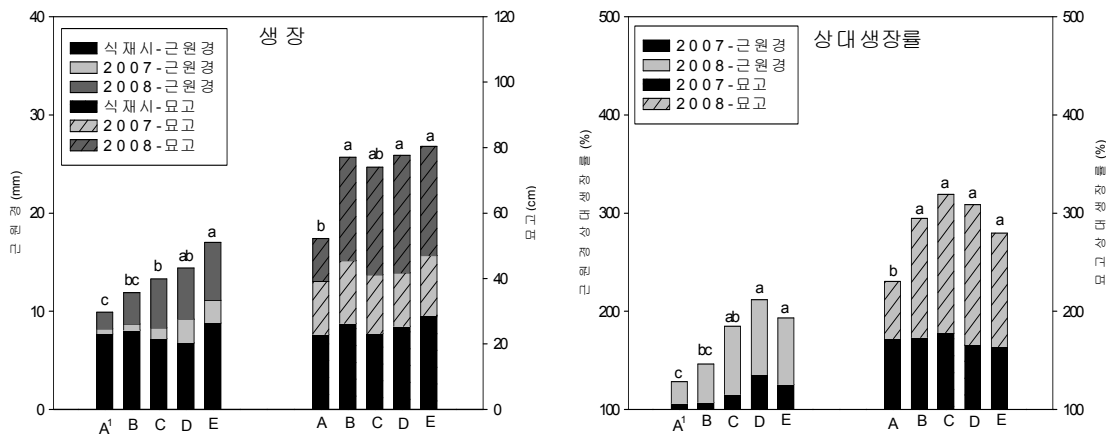 생 장
식재시-근원경
2007-근원경
2008-근원경
식재시-묘고
2007-묘고
2008-묘고
근원경 (mm)
40
30
20
10
0
c
bc
b
ab
a
b
a
ab
a
a
A¹ B C D E
A B C D E
120
100
80
60
40
20
0
묘고 (cm)
상대생장률
2007-근원경
2008-근원경
2007-묘고
2008-묘고
근원경상대생장률 (%)
500
400
300
200
100
c
bc
ab
a
a
b
a
a
a
a
A¹ B C D E
A B C D E
500
400
300
200
100
묘고상대생장률 (%)